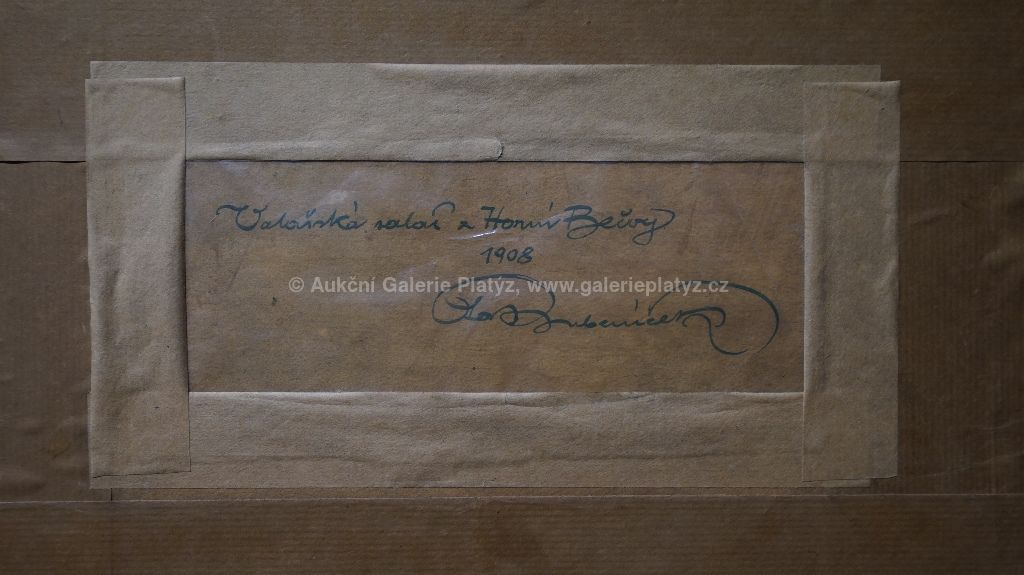 Valašská salaš z Horní Bečvy
1908
© Aukční Galerie Platýz, www.galerieplatyz.cz
Ota Bubeníček